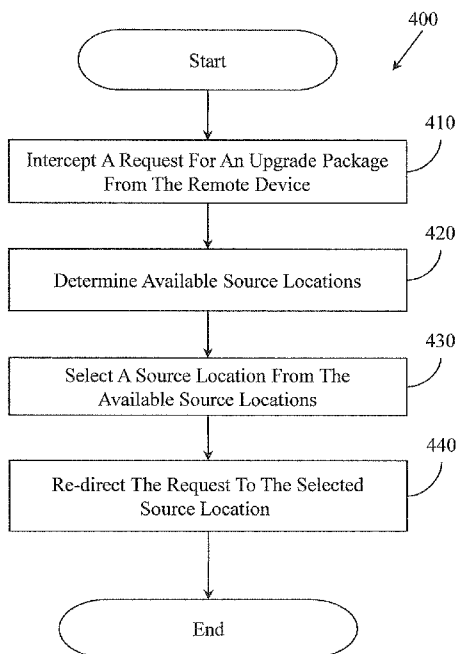 400
Start
410
Intercept A Request For An Upgrade Package
From The Remote Device
420
Determine Available Source Locations
430
Select A Source Location From The
Available Source Locations
440
Re-direct The Request To The Selected
Source Location
End